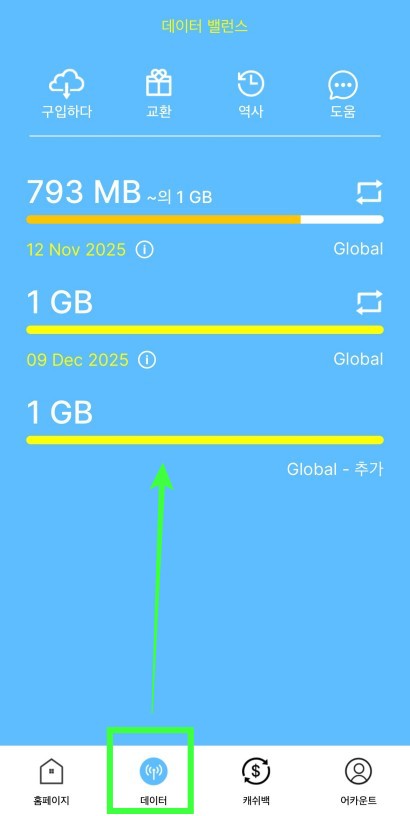 데이터 밸런스
구입하다 교환 역사 도움
793 MB ~의 1 GB
12 Nov 2025 Global
1 GB
09 Dec 2025 Global
1 GB
Global - 추가
홈페이지 데이터 캐쉬백 어카운트